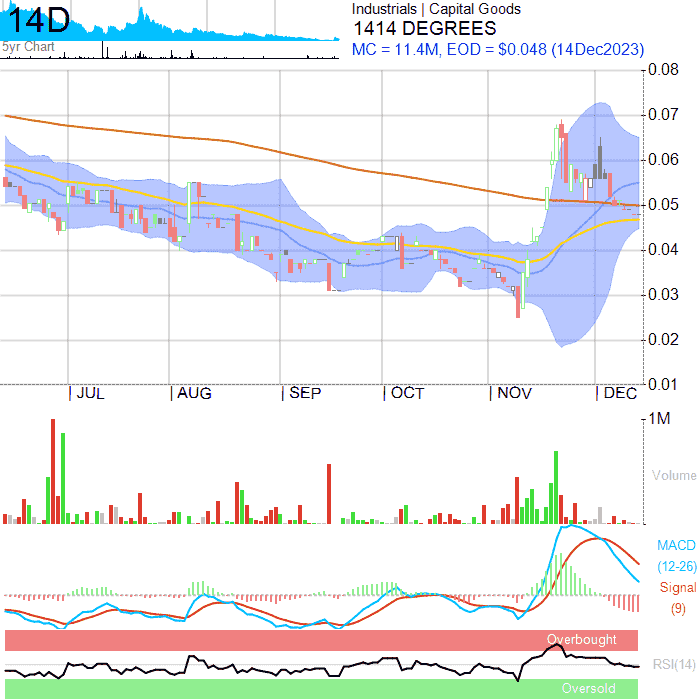 14D
5yr Chart
Industrials | Capital Goods
1414 DEGREES
MC = 11.4M, EOD = $0.048 (14Dec2023)
0.08
0.07
0.06
0.05
0.04
0.03
0.02
0.01
| JUL | AUG | SEP | OCT | NOV | DEC
1M
Volume
MACD
(12-26)
Signal
(9)
Overbought
RSI(14)
Oversold